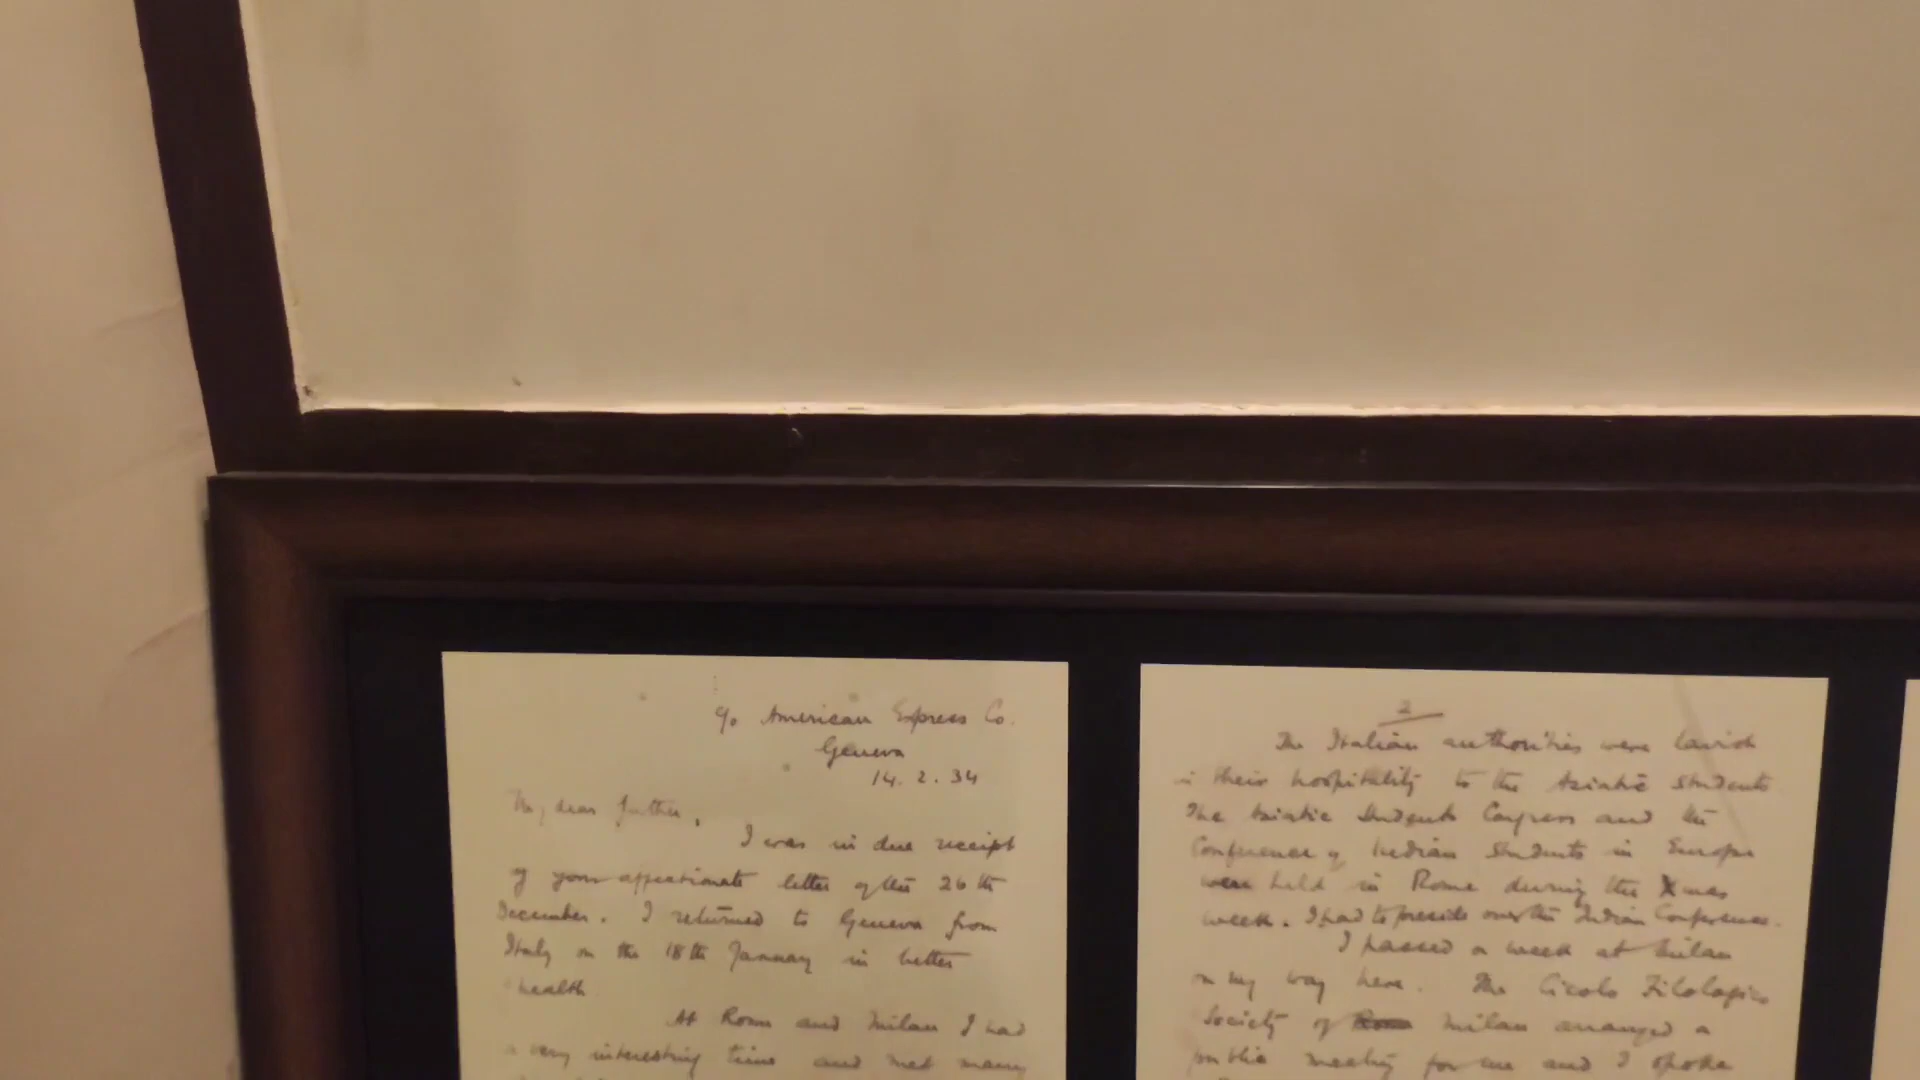 c/o American Express Co.
Geneva
14. 2. 34
My dear father,
I was in due receipt
of your affectionate letter of the 26 th
December. I returned to Geneva from
Italy on the 18 th January in better
health
At Rome and Milan I had
a very interesting time and met many
2
The Italian authorities were lavish
in their hospitality to the Asiatic Students
The Asiatic Students Congress and the
Conference of Indian Students in Europe
were held in Rome during the Xmas
week. I had to preside over the Indian Conference.
I passed a week at Milan
on my way here. The Circolo Filologico
Society of Milan arranged a
public meeting for me and I spoke